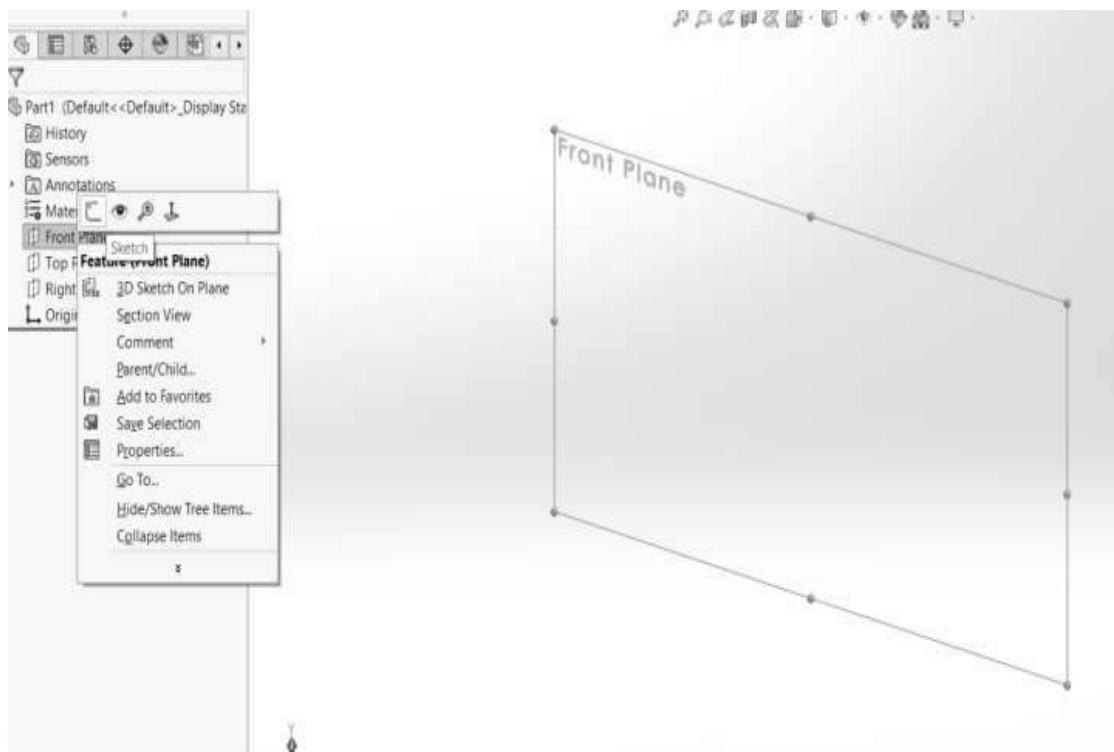 Part1 (Default<<Default>_Display Sta
History
Sensors
Annotations
Mate
Front Plane
Sketch
Top P
Feature (Front Plane)
Right
3D Sketch On Plane
Origi
Section View
Comment
Parent/Child...
Add to Favorites
Save Selection
Properties...
Go To...
Hide/Show Tree Items...
Collapse Items
Front Plane
Y